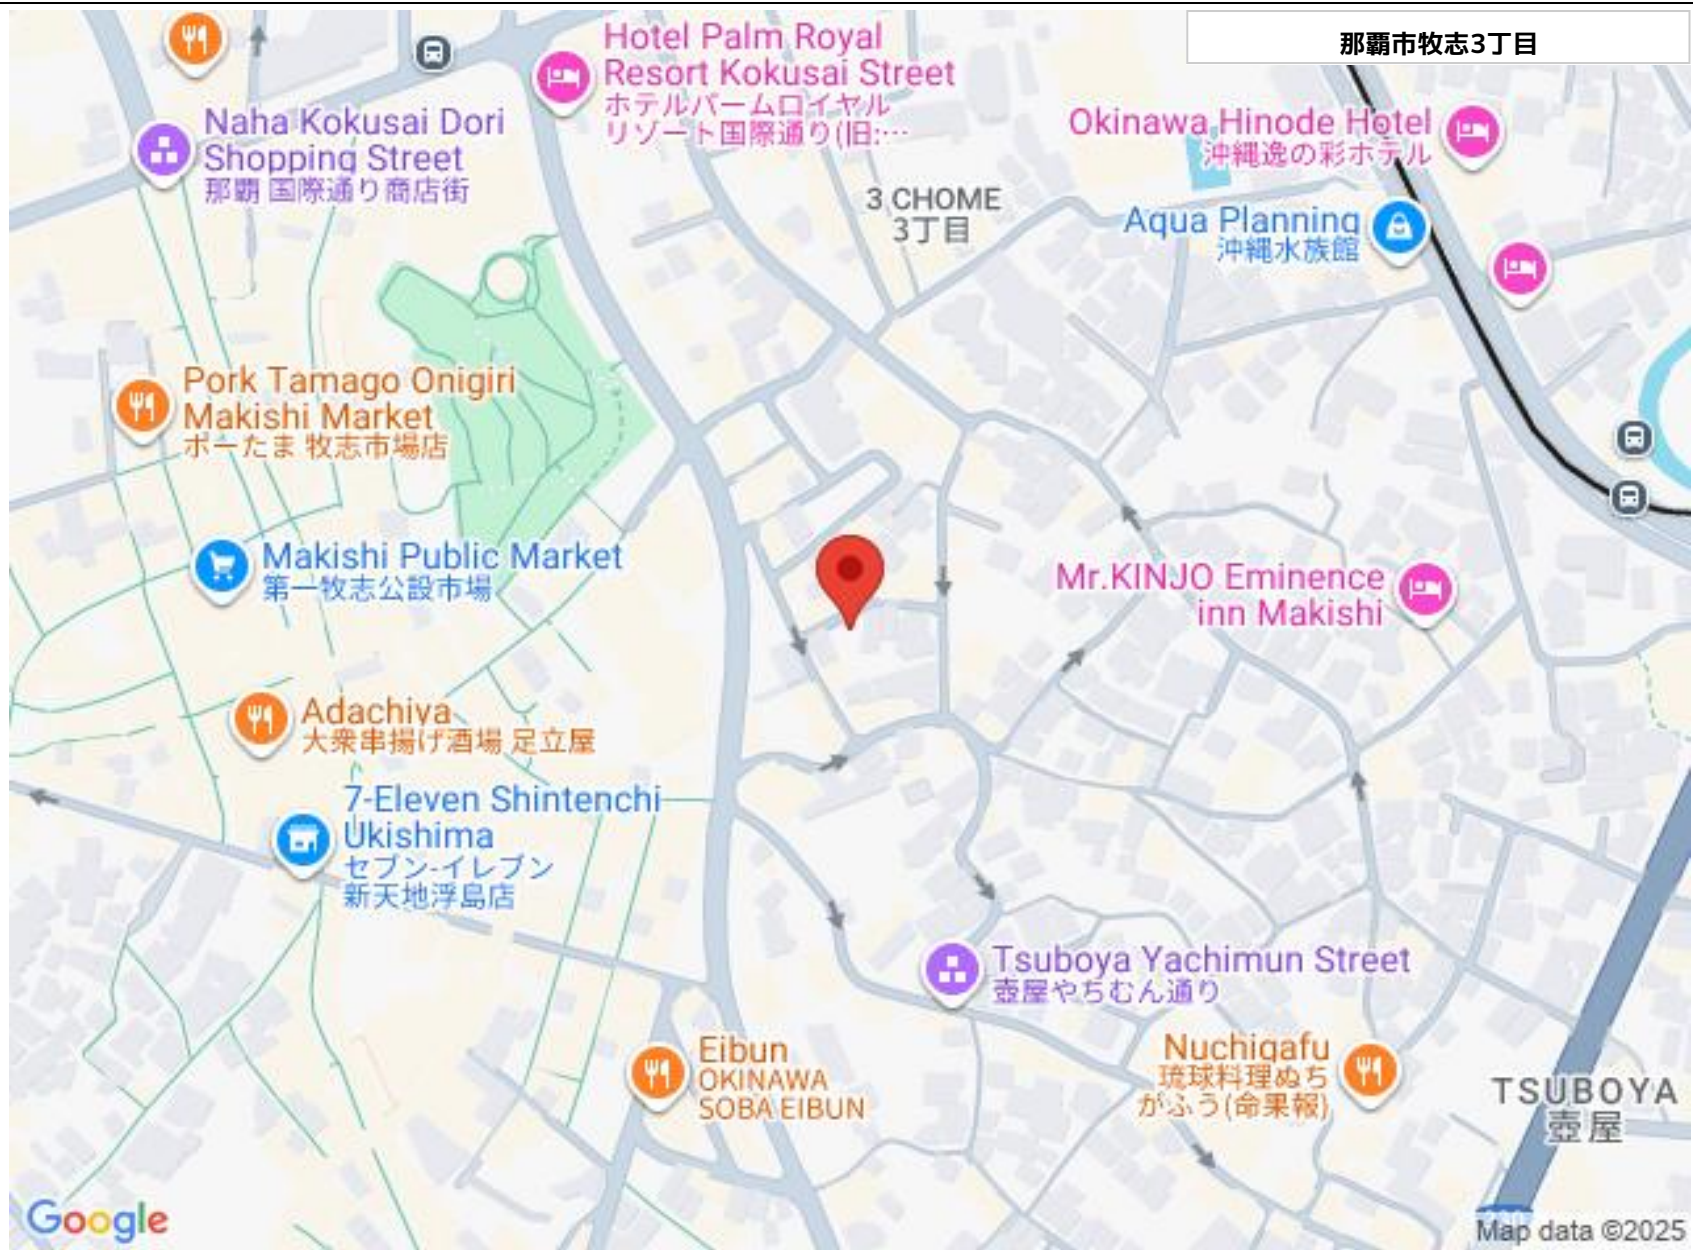 那覇市牧志3丁目
Hotel Palm Royal
Resort Kokusai Street
ホテルパームロイヤル
リゾート国際通り(旧:…
Naha Kokusai Dori
Shopping Street
那覇 国際通り商店街
Okinawa Hinode Hotel
沖縄逸の彩ホテル
3 CHOME
3丁目
Aqua Planning
沖縄水族館
Pork Tamago Onigiri
Makishi Market
ポーたま 牧志市場店
Makishi Public Market
第一牧志公設市場
Mr.KINJO Eminence
inn Makishi
Adachiya
大衆串揚げ酒場 足立屋
7-Eleven Shintenchi
Ukishima
セブン-イレブン
新天地浮島店
Tsuboya Yachimun Street
壺屋やちむん通り
Eibun
OKINAWA
SOBA EIBUN
Nuchigafu
琉球料理ぬち
がふう(命果報)
TSUBOYA
壺屋
Google
Map data ©2025